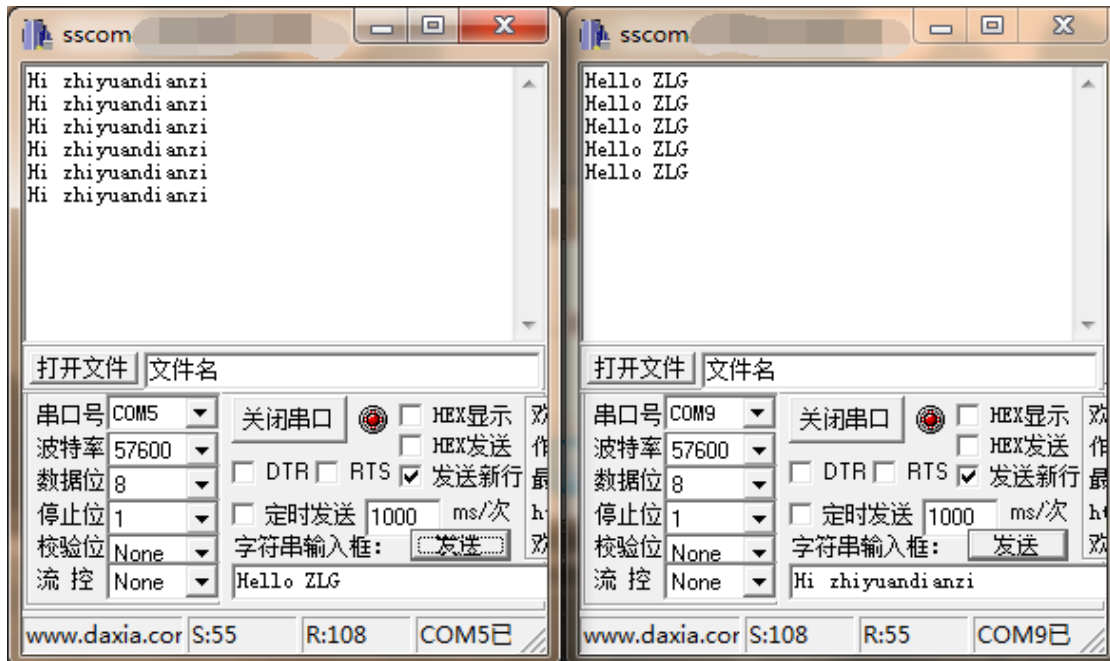 sscom
Hi zhiyuandianzi
Hi zhiyuandianzi
Hi zhiyuandianzi
Hi zhiyuandianzi
Hi zhiyuandianzi
Hi zhiyuandianzi
打开文件 文件名
串口号 COM5 关闭串口 HEX显示
波特率 57600 HEX发送
数据位 8 DTR RTS 发送新行
停止位 1 定时发送 1000 ms/次
校验位 None 字符串输入框: 发送
流 控 None Hello ZLG
www.daxia.cor S:55 R:108 COM5已
sscom
Hello ZLG
Hello ZLG
Hello ZLG
Hello ZLG
Hello ZLG
打开文件 文件名
串口号 COM9 关闭串口 HEX显示
波特率 57600 HEX发送
数据位 8 DTR RTS 发送新行
停止位 1 定时发送 1000 ms/次
校验位 None 字符串输入框: 发送
流 控 None Hi zhiyuandianzi
www.daxia.cor S:108 R:55 COM9已